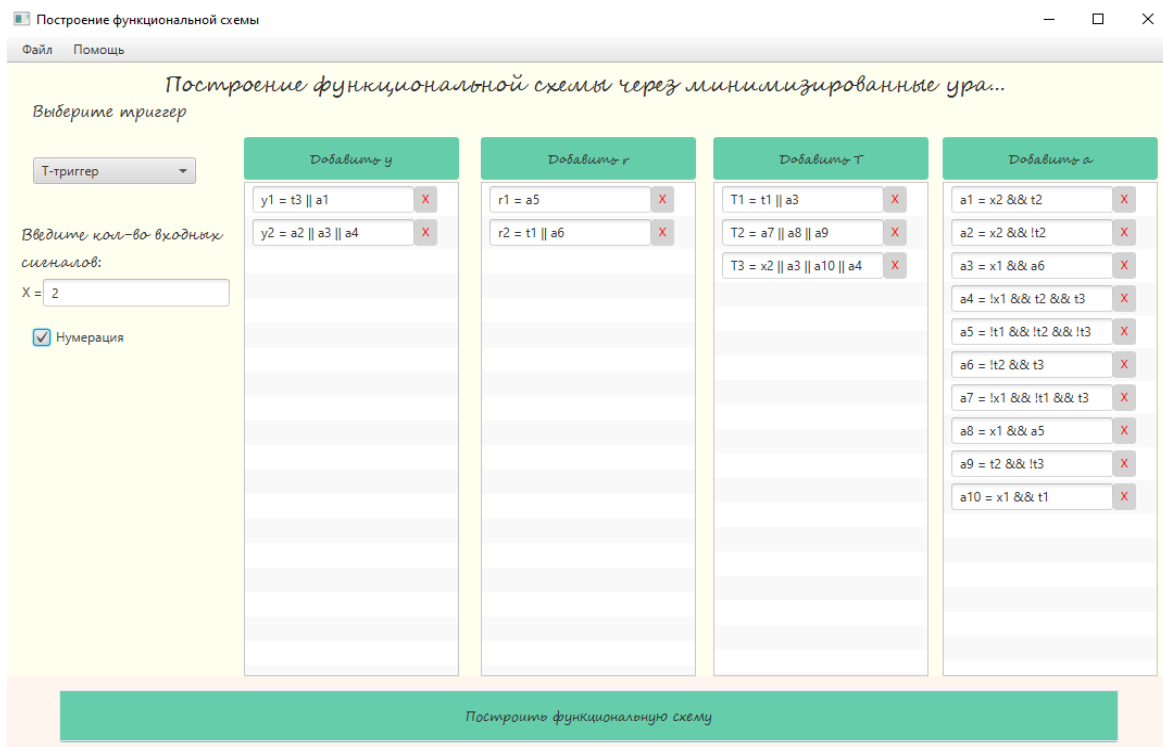 Построение функциональной схемы
Файл Помощь
Построение функциональной схемы через минимизированные ура...
Выберите триггер
Т-триггер
Введите кол-во входных
сигналов:
X = 2
Нумерация
Добавить y
y1 = t3 || a1 X
y2 = a2 || a3 || a4 X
Добавить r
r1 = a5 X
r2 = t1 || a6 X
Добавить T
T1 = t1 || a3 X
T2 = a7 || a8 || a9 X
T3 = x2 || a3 || a10 || a4 X
Добавить a
a1 = x2 && t2 X
a2 = x2 && !t2 X
a3 = x1 && a6 X
a4 = !x1 && t2 && t3 X
a5 = !t1 && !t2 && !t3 X
a6 = !t2 && t3 X
a7 = !x1 && !t1 && t3 X
a8 = x1 && a5 X
a9 = t2 && !t3 X
a10 = x1 && t1 X
Построить функциональную схему